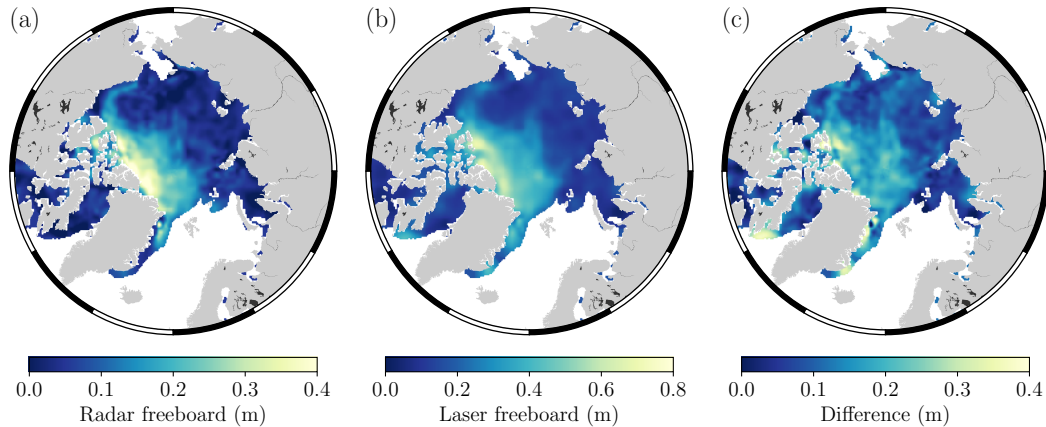 (a) (b) (c)
0.0 0.1 0.2 0.3 0.4
Radar freeboard (m)
0.0 0.2 0.4 0.6 0.8
Laser freeboard (m)
0.0 0.1 0.2 0.3 0.4
Difference (m)